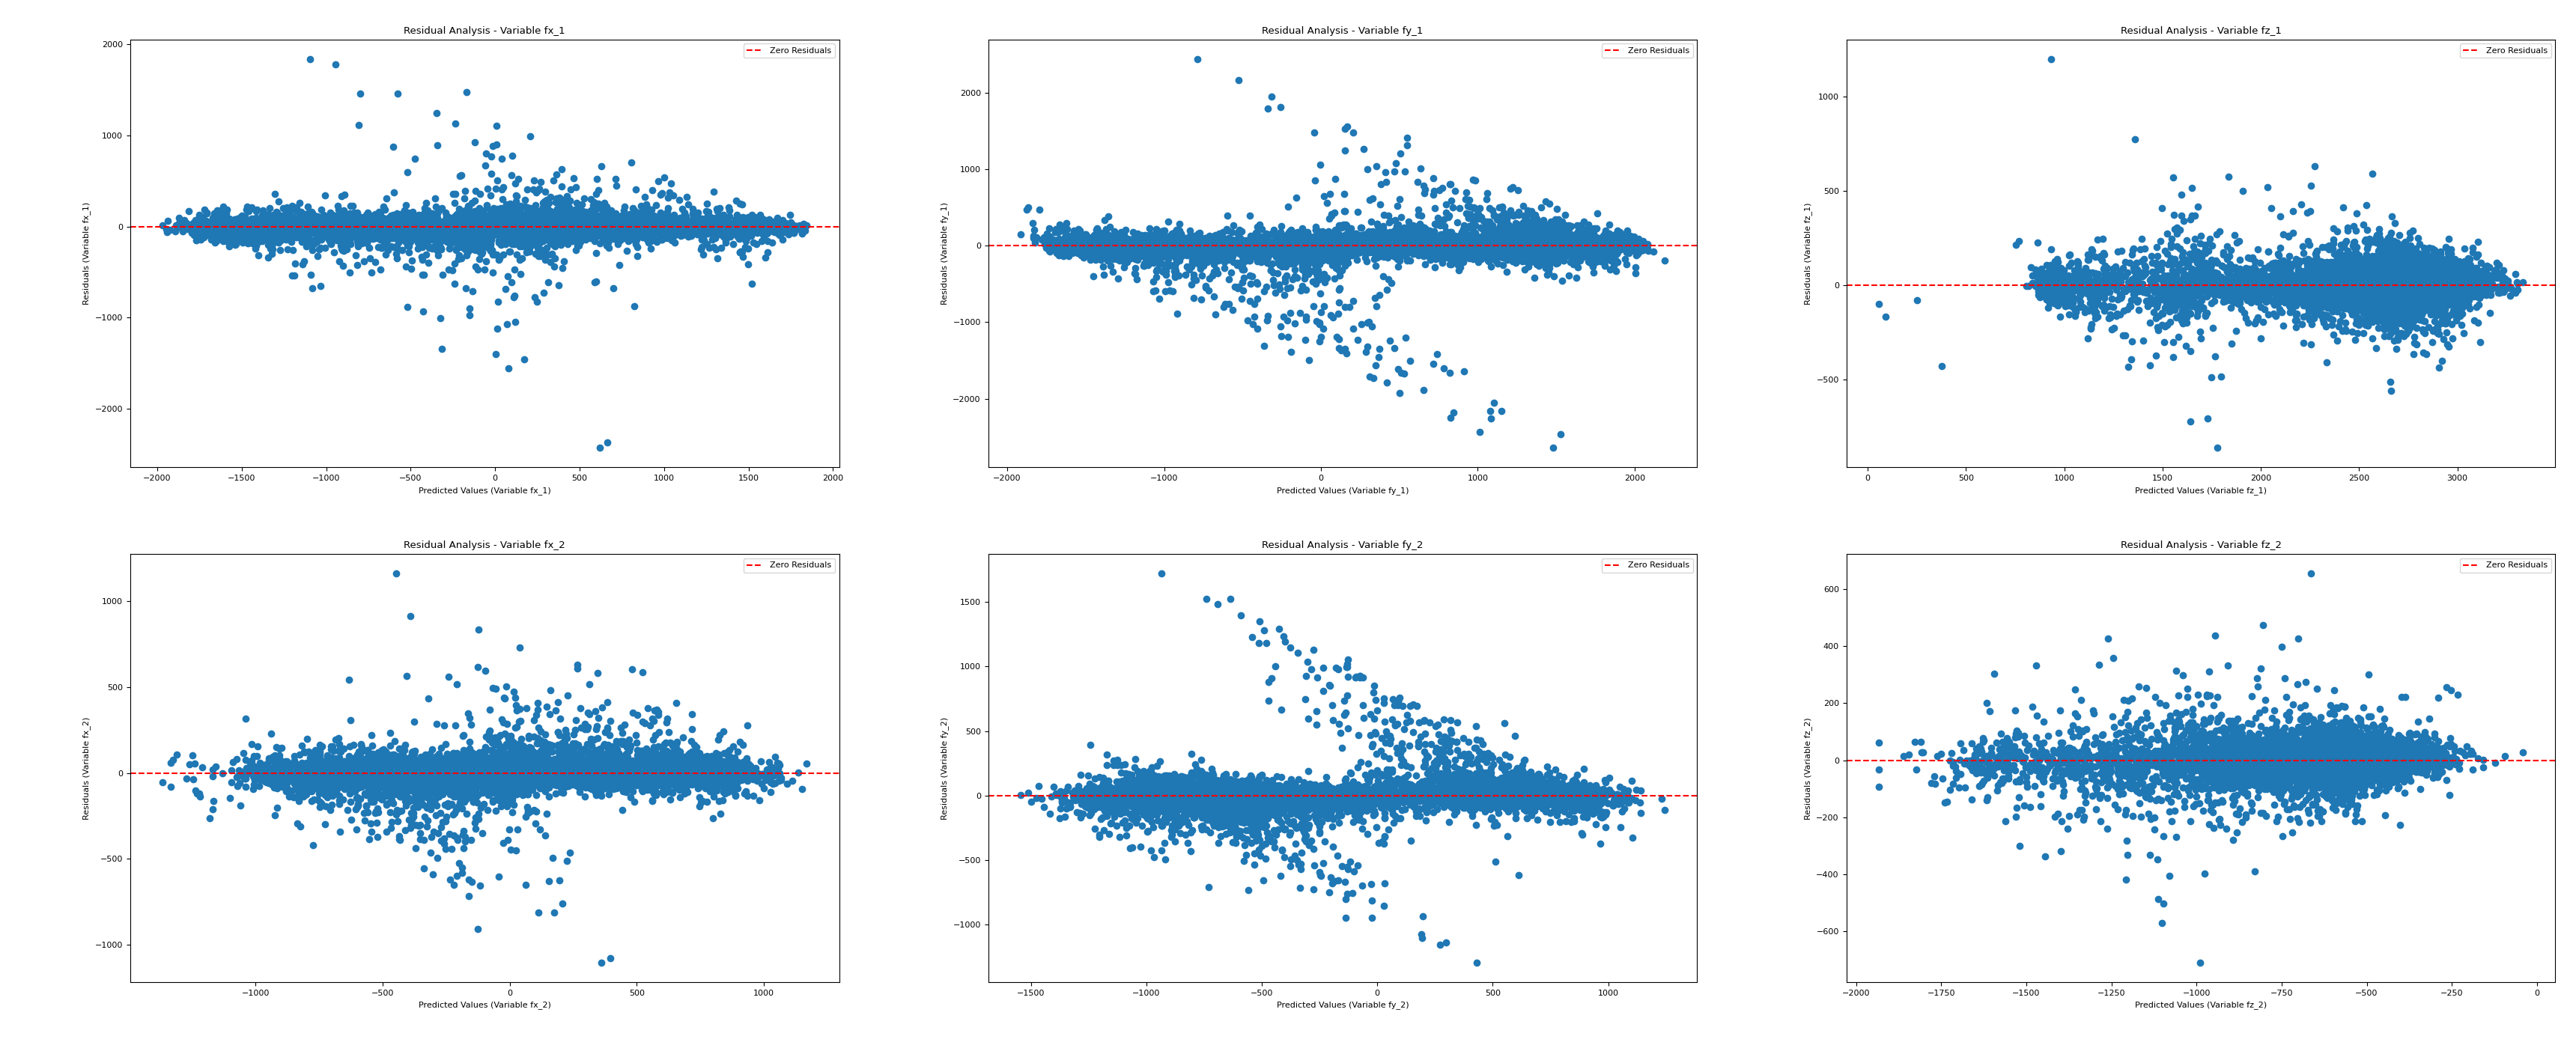 Residual Analysis - Variable fx_1
Zero Residuals
2000
1000
0
−1000
−2000
Residuals (Variable fx_1)
−2000 −1500 −1000 −500 0 500 1000 1500 2000
Predicted Values (Variable fx_1)
Residual Analysis - Variable fy_1
Zero Residuals
2000
1000
0
−1000
−2000
Residuals (Variable fy_1)
−2000 −1000 0 1000 2000
Predicted Values (Variable fy_1)
Residual Analysis - Variable fz_1
Zero Residuals
1000
500
0
−500
Residuals (Variable fz_1)
0 500 1000 1500 2000 2500 3000
Predicted Values (Variable fz_1)
Residual Analysis - Variable fx_2
Zero Residuals
1000
500
0
−500
−1000
Residuals (Variable fx_2)
−1000 −500 0 500 1000
Predicted Values (Variable fx_2)
Residual Analysis - Variable fy_2
Zero Residuals
1500
1000
500
0
−500
−1000
Residuals (Variable fy_2)
−1500 −1000 −500 0 500 1000
Predicted Values (Variable fy_2)
Residual Analysis - Variable fz_2
Zero Residuals
600
400
200
0
−200
−400
−600
Residuals (Variable fz_2)
−2000 −1750 −1500 −1250 −1000 −750 −500 −250 0
Predicted Values (Variable fz_2)